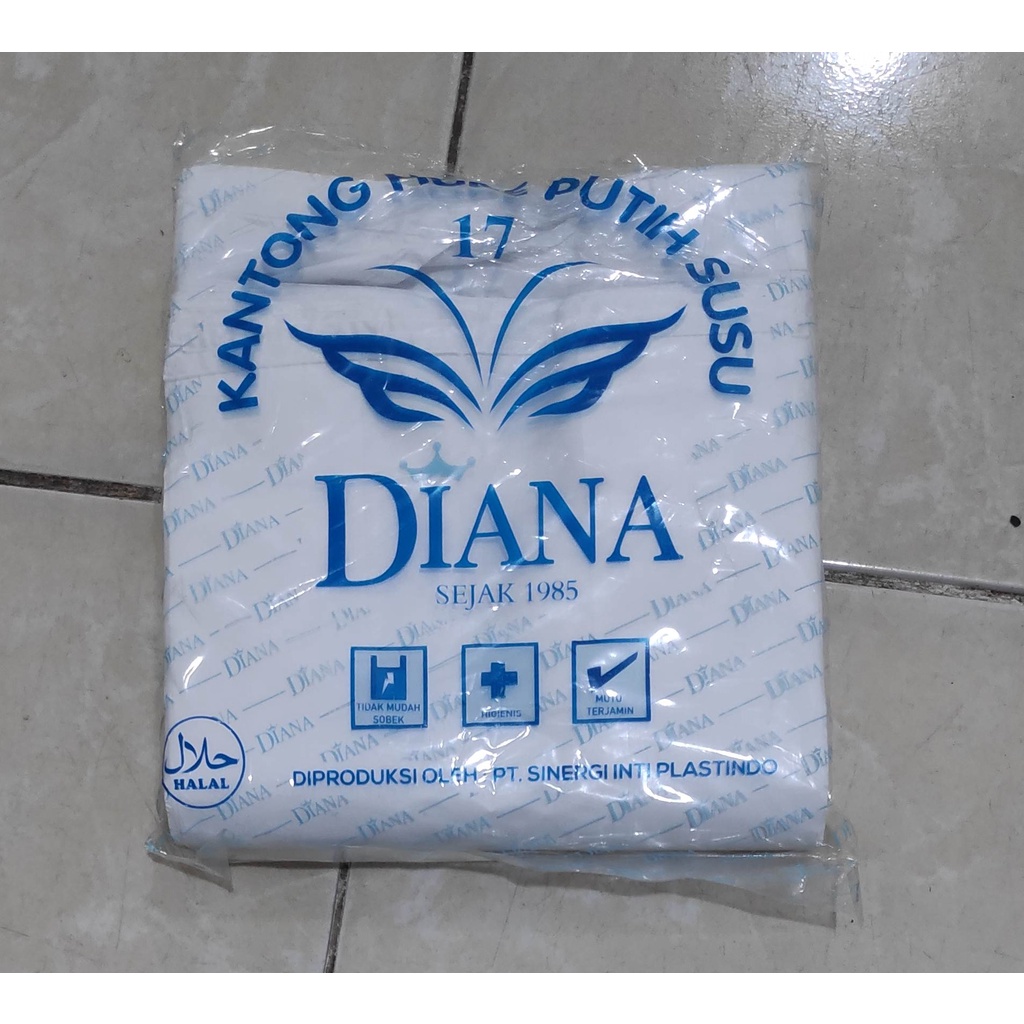 KANTONG PUTIH SUSU
17
DIANA
SEJAK 1985
TIDAK MUDAH
SOBEK
HIGIENIS
MUTU
TERJAMIN
حلال
HALAL
DIPRODUKSI OLEH: PT. SINERGI INTI PLASTINDO